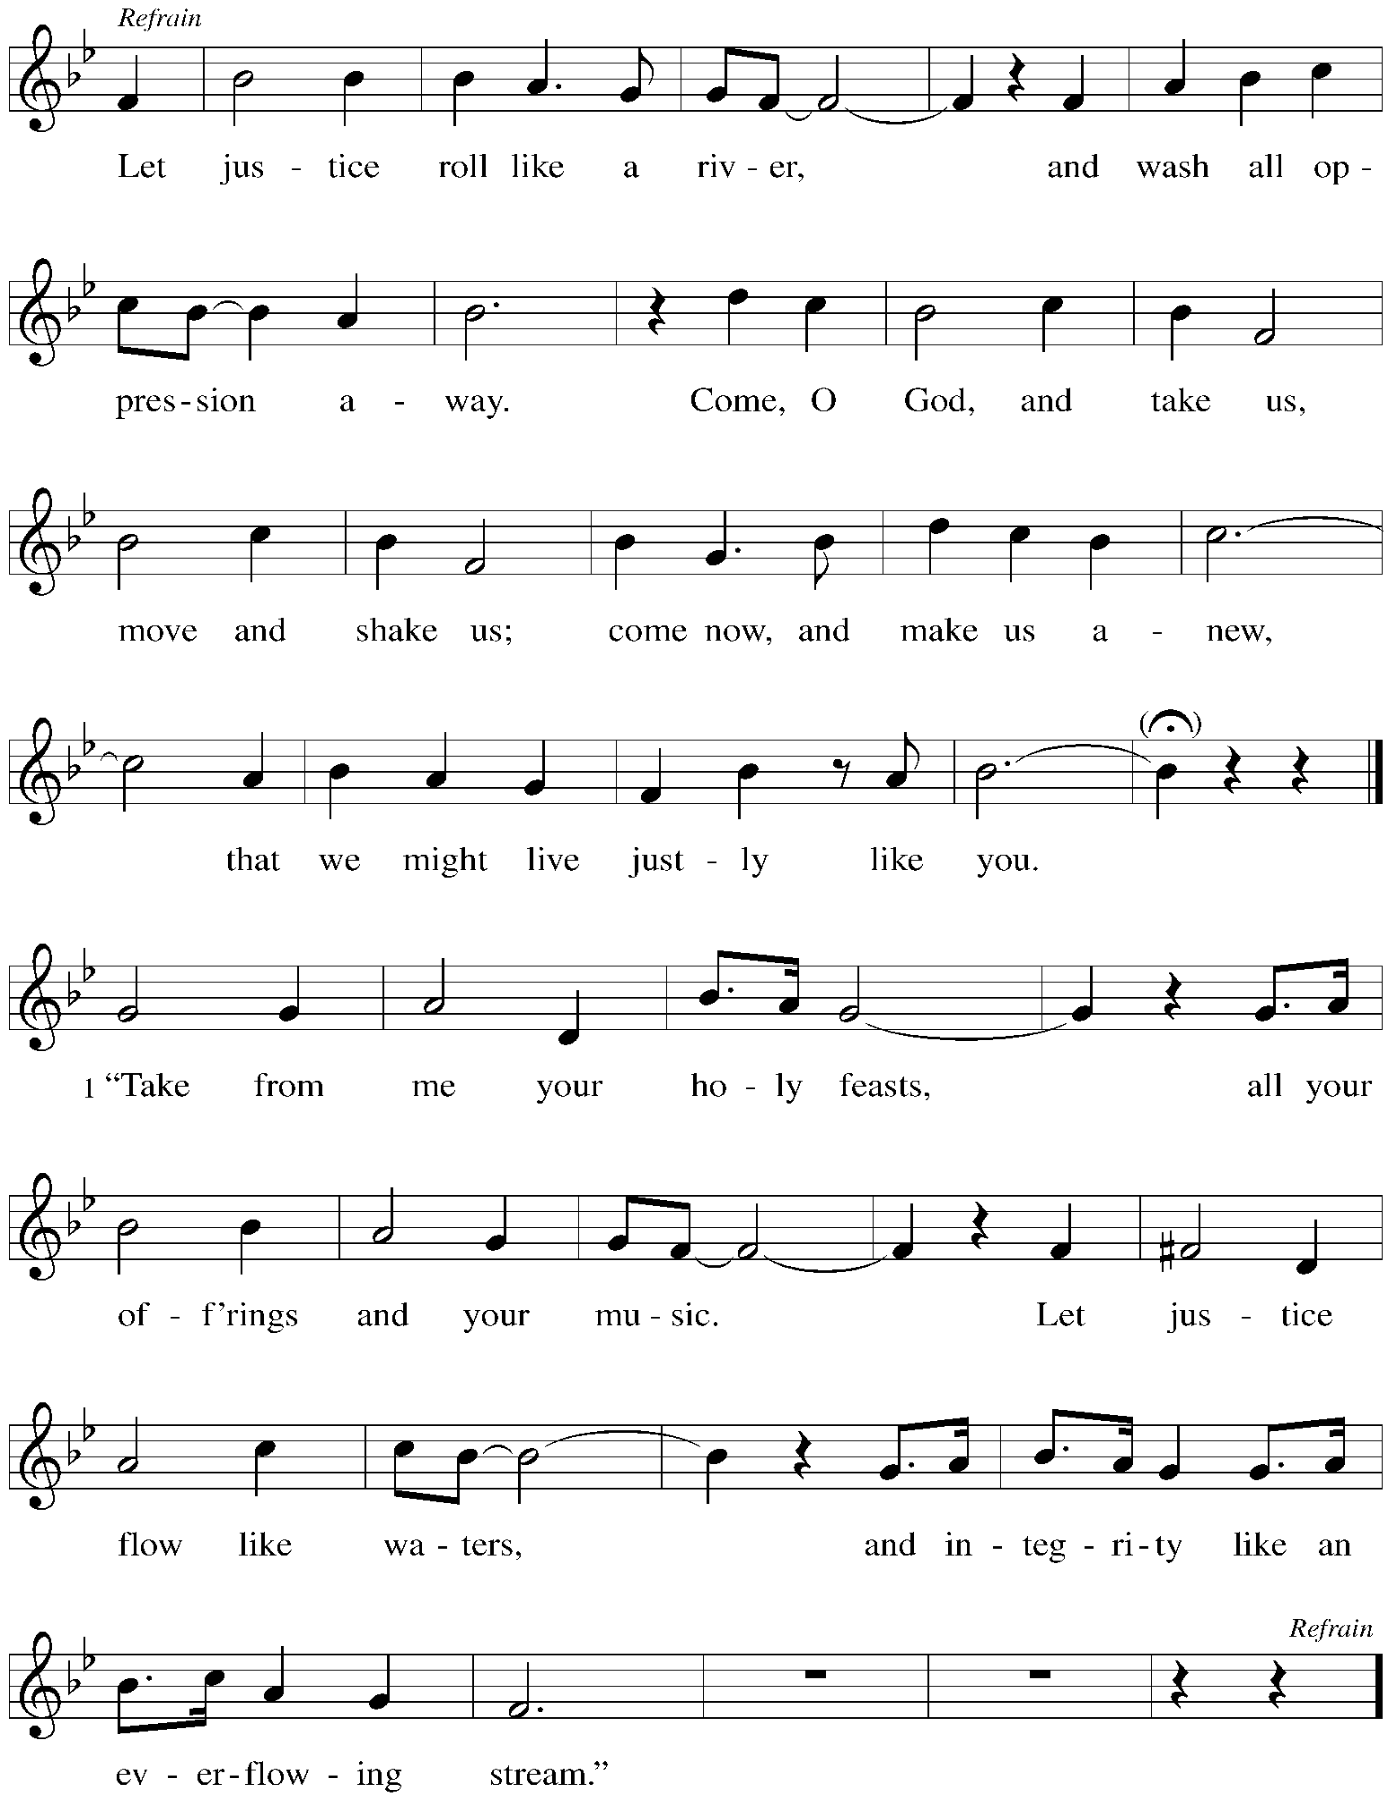 Refrain
Let jus - tice roll like a riv - er, and wash all op -
pres - sion a - way. Come, O God, and take us,
move and shake us; come now, and make us a - new,
that we might live just - ly like you.
1 “Take from me your ho - ly feasts, all your
of - f’rings and your mu - sic. Let jus - tice
flow like wa - ters, and in - teg - ri - ty like an
Refrain
ev - er - flow - ing stream.”